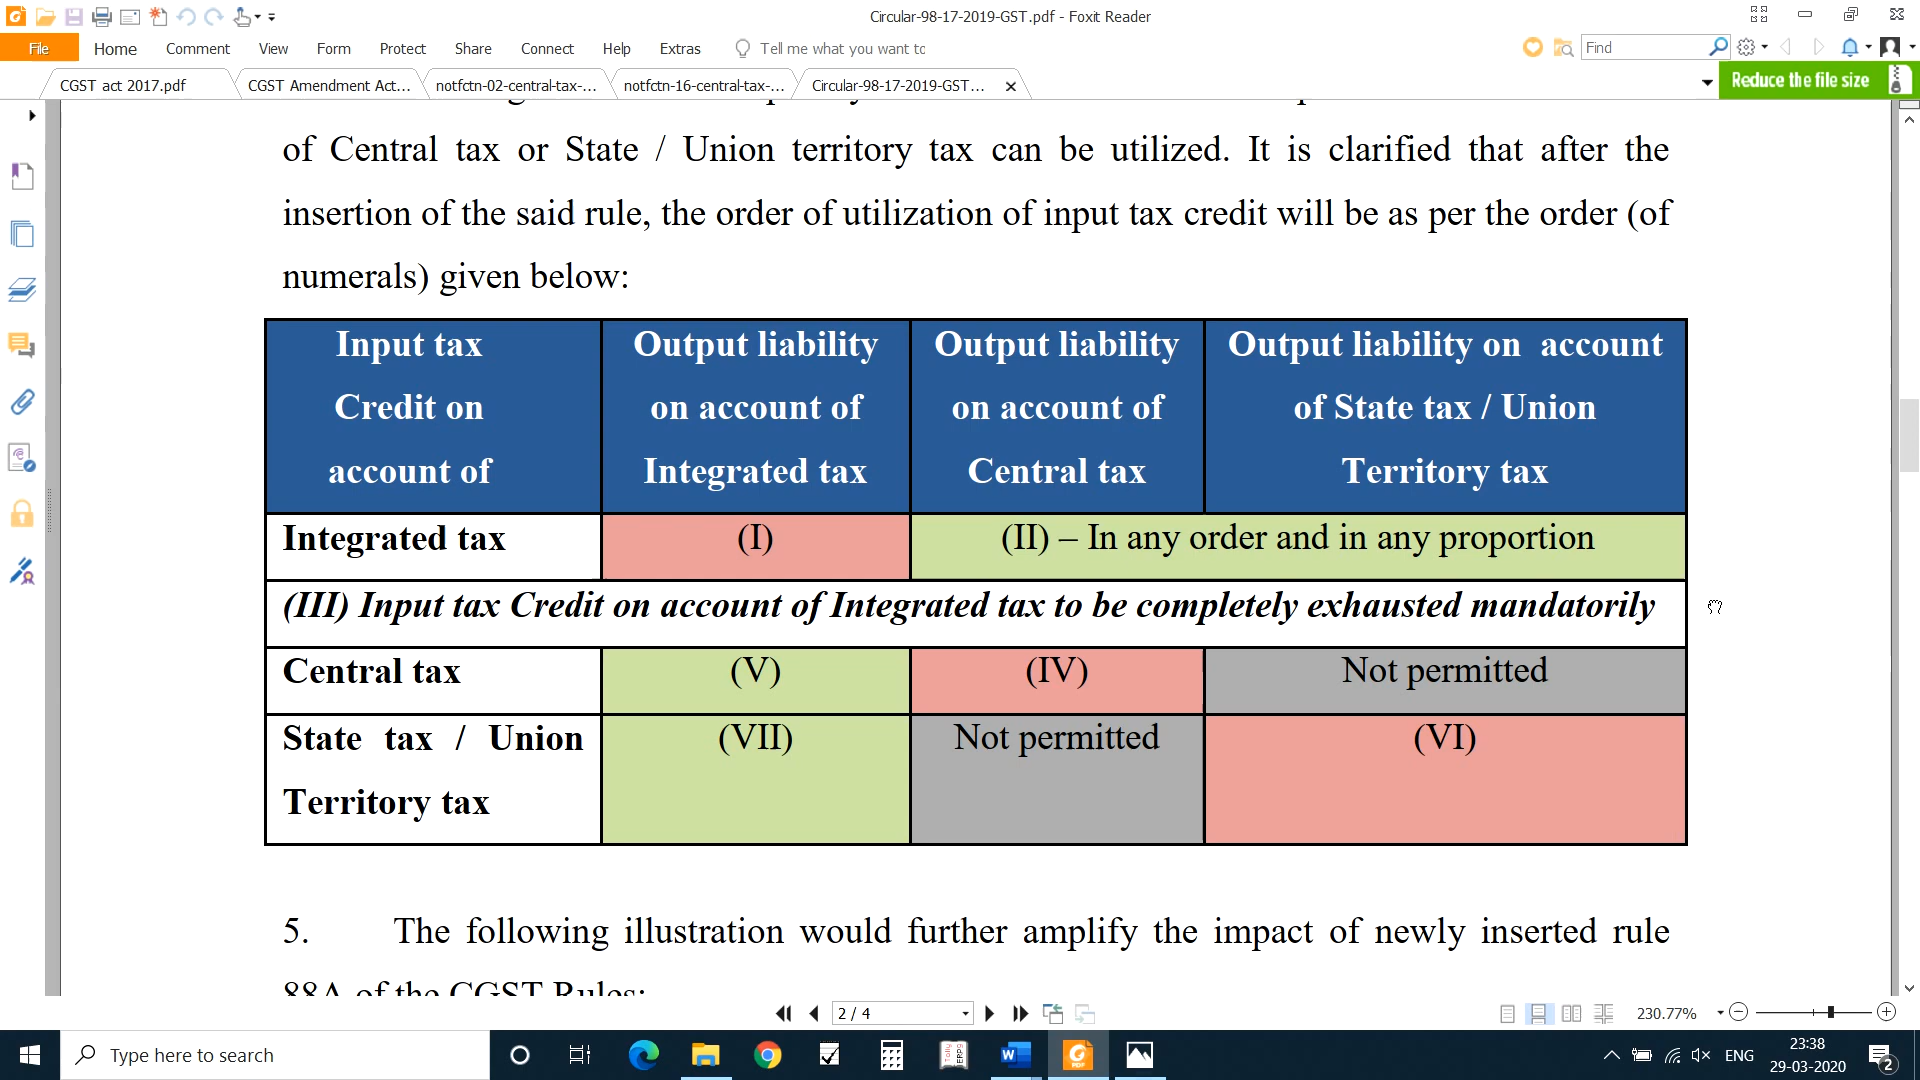 Circular-98-17-2019-GST.pdf - Foxit Reader
File Home Comment View Form Protect Share Connect Help Extras Tell me what you want to Find
CGST act 2017.pdf CGST Amendment Act... notfctn-02-central-tax-... notfctn-16-central-tax-... Circular-98-17-2019-GST... Reduce the file size
of Central tax or State / Union territory tax can be utilized. It is clarified that after the
insertion of the said rule, the order of utilization of input tax credit will be as per the order (of
numerals) given below:
Input tax Credit on account of
Output liability on account of Integrated tax
Output liability on account of Central tax
Output liability on account of State tax / Union Territory tax
Integrated tax (I) (II) – In any order and in any proportion
(III) Input tax Credit on account of Integrated tax to be completely exhausted mandatorily
Central tax (V) (IV) Not permitted
State tax / Union Territory tax (VII) Not permitted (VI)
5. The following illustration would further amplify the impact of newly inserted rule
88A of the CGST Rules:
2 / 4 230.77%
Type here to search ENG 23:38
29-03-2020 2